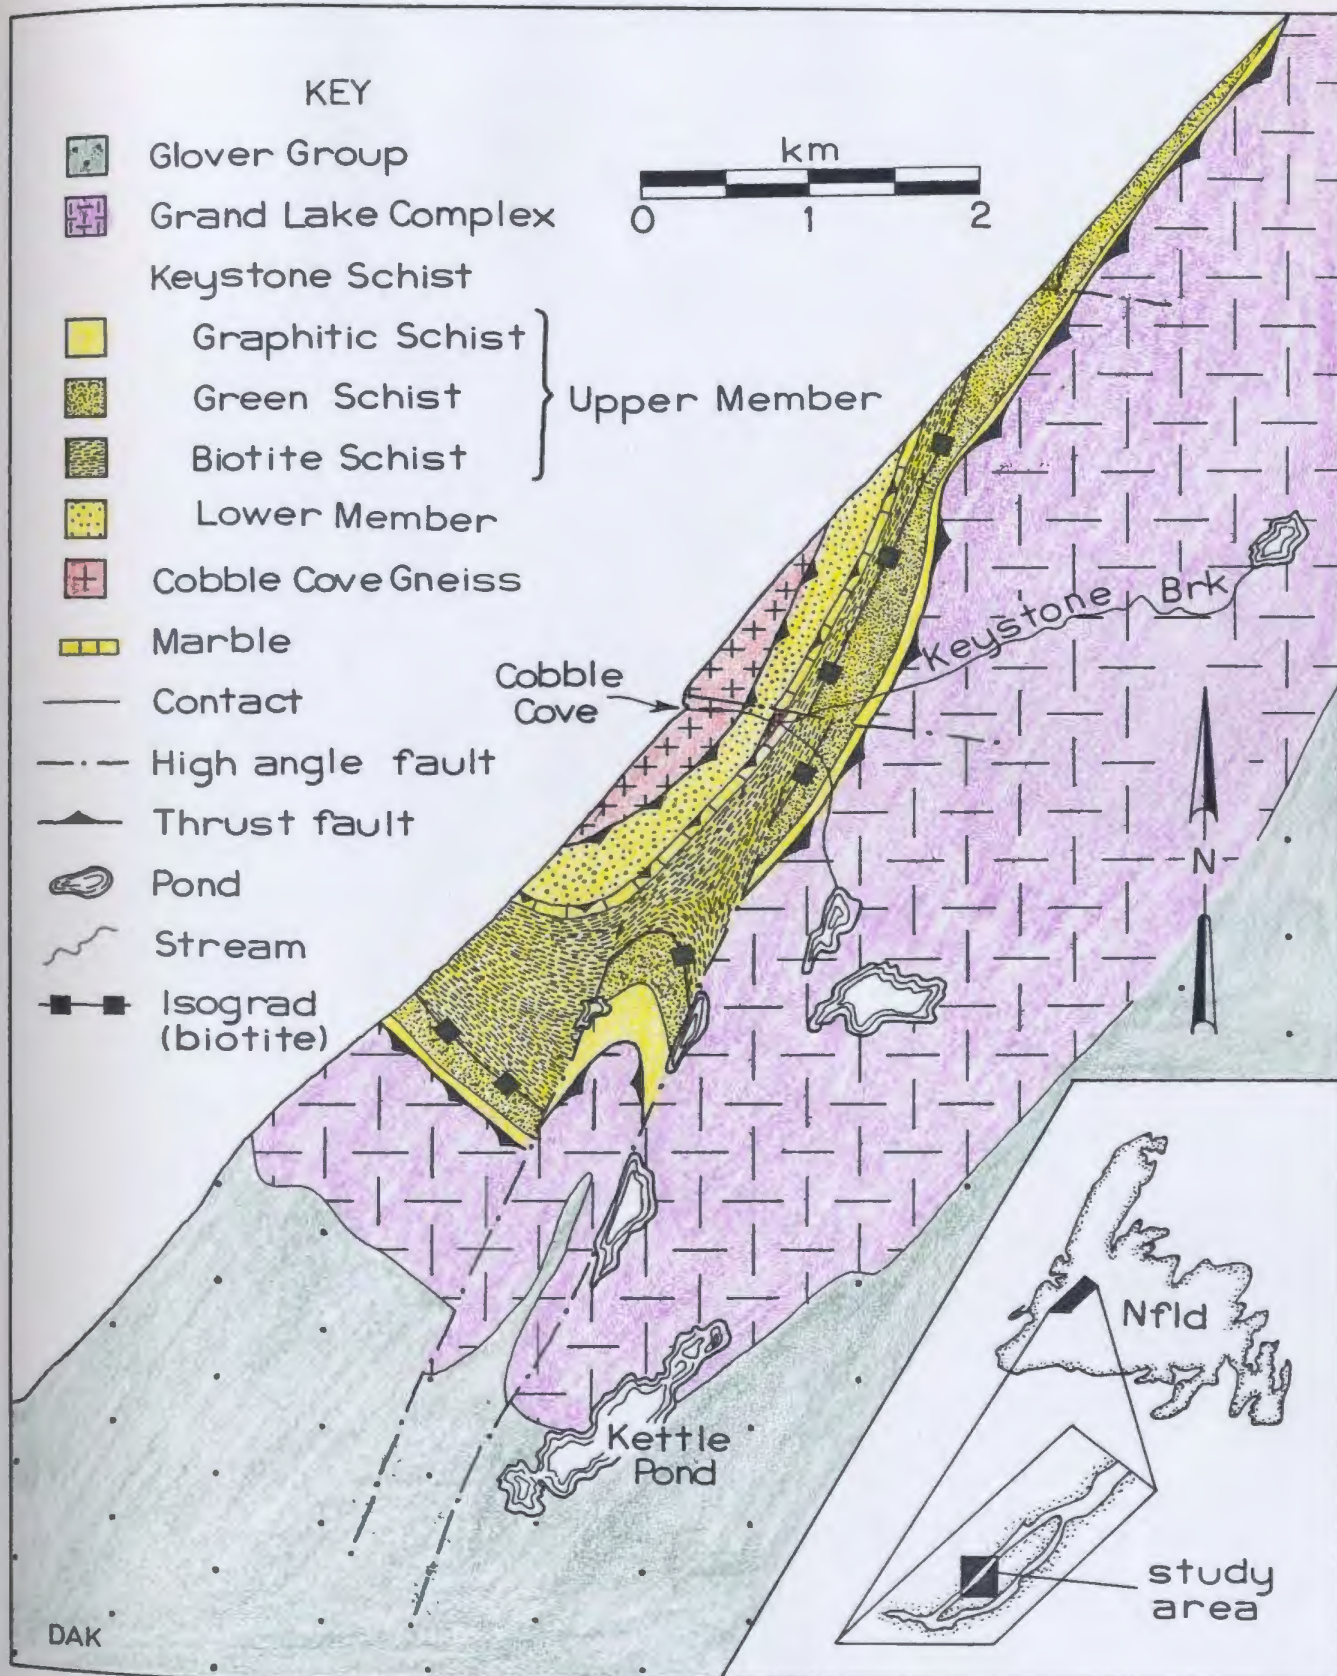 KEY
Glover Group
Grand Lake Complex
Keystone Schist
Graphitic Schist
Green Schist
Biotite Schist
Upper Member
Lower Member
Cobble Cove Gneiss
Marble
Contact
High angle fault
Thrust fault
Pond
Stream
Isograd
(biotite)
km
0 1 2
Keystone Brk
Cobble
Cove
N
Kettle
Pond
Nfld
study
area
DAK